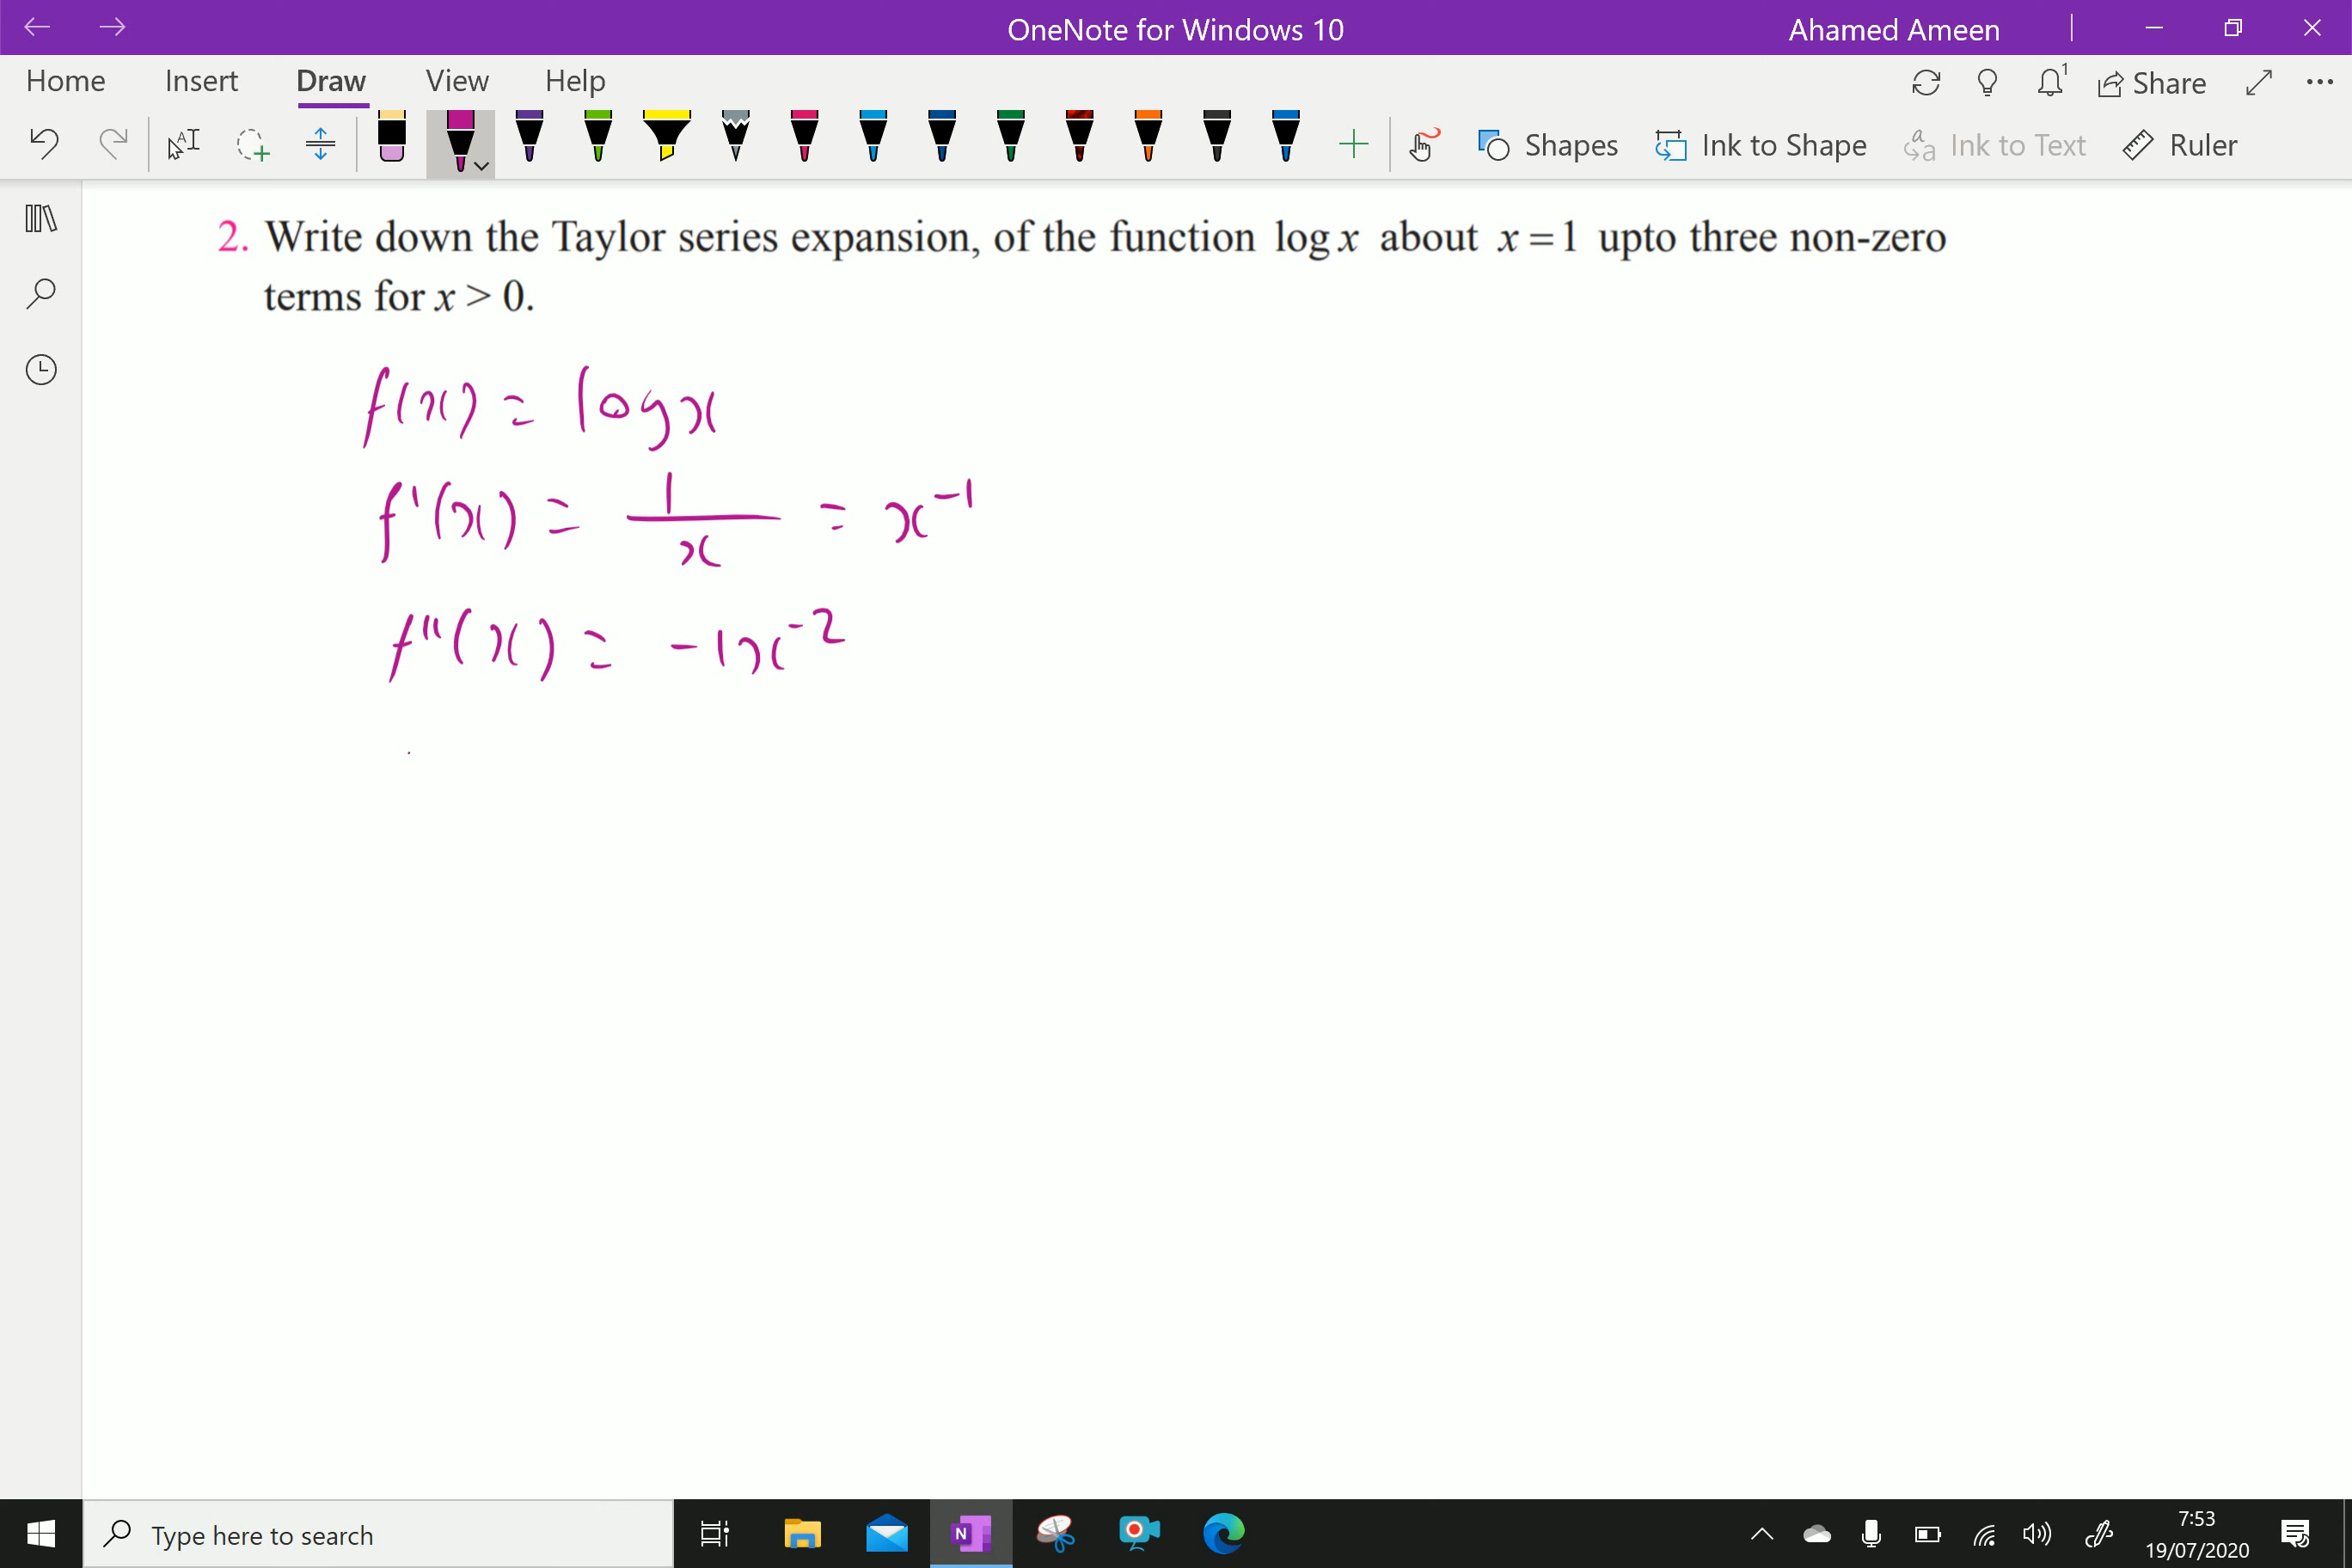 OneNote for Windows 10
Ahamed Ameen
Home Insert Draw View Help
1
Share
Shapes
Ink to Shape
Ink to Text
Ruler
2. Write down the Taylor series expansion, of the function log x about x = 1 upto three non-zero
terms for x > 0.
f(x) = log x
f'(x) = 1/x = x⁻¹
f''(x) = -1x⁻²
Type here to search
7:53
19/07/2020